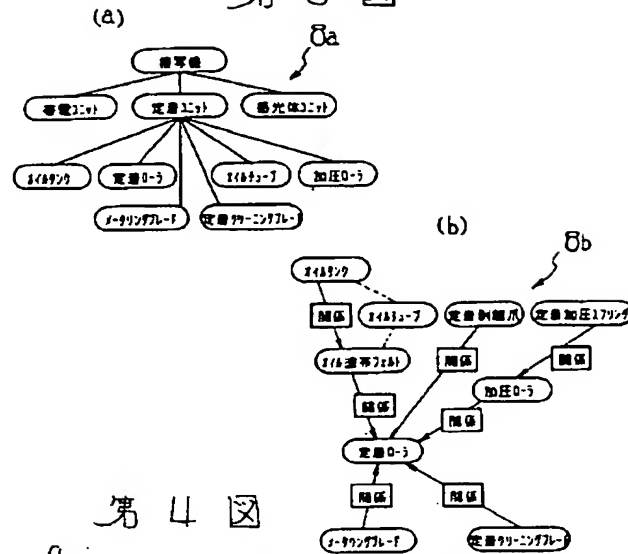 (a)
8a
複写機
帯電ユニット 定着ユニット 感光体ユニット
オイルタンク 定着ローラ オイルチューブ 加圧ローラ
メータリングブレード 定着クリーニングブレード
(b)
8b
オイルタンク
関係 オイルチューブ 定着剥離爪 定着加圧スプリング
オイル塗布フェルト 関係 関係
加圧ローラ
関係 関係
定着ローラ
関係 関係
メータリングブレード 定着クリーニングブレード
第4図